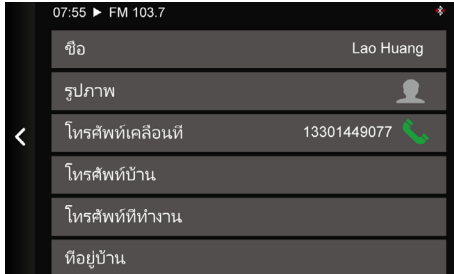 07:55 ▶ FM 103.7
ชื่อ Lao Huang
รูปภาพ
โทรศัพท์เคลื่อนที่ 13301449077
โทรศัพท์บ้าน
โทรศัพท์ที่ทำงาน
ที่อยู่บ้าน